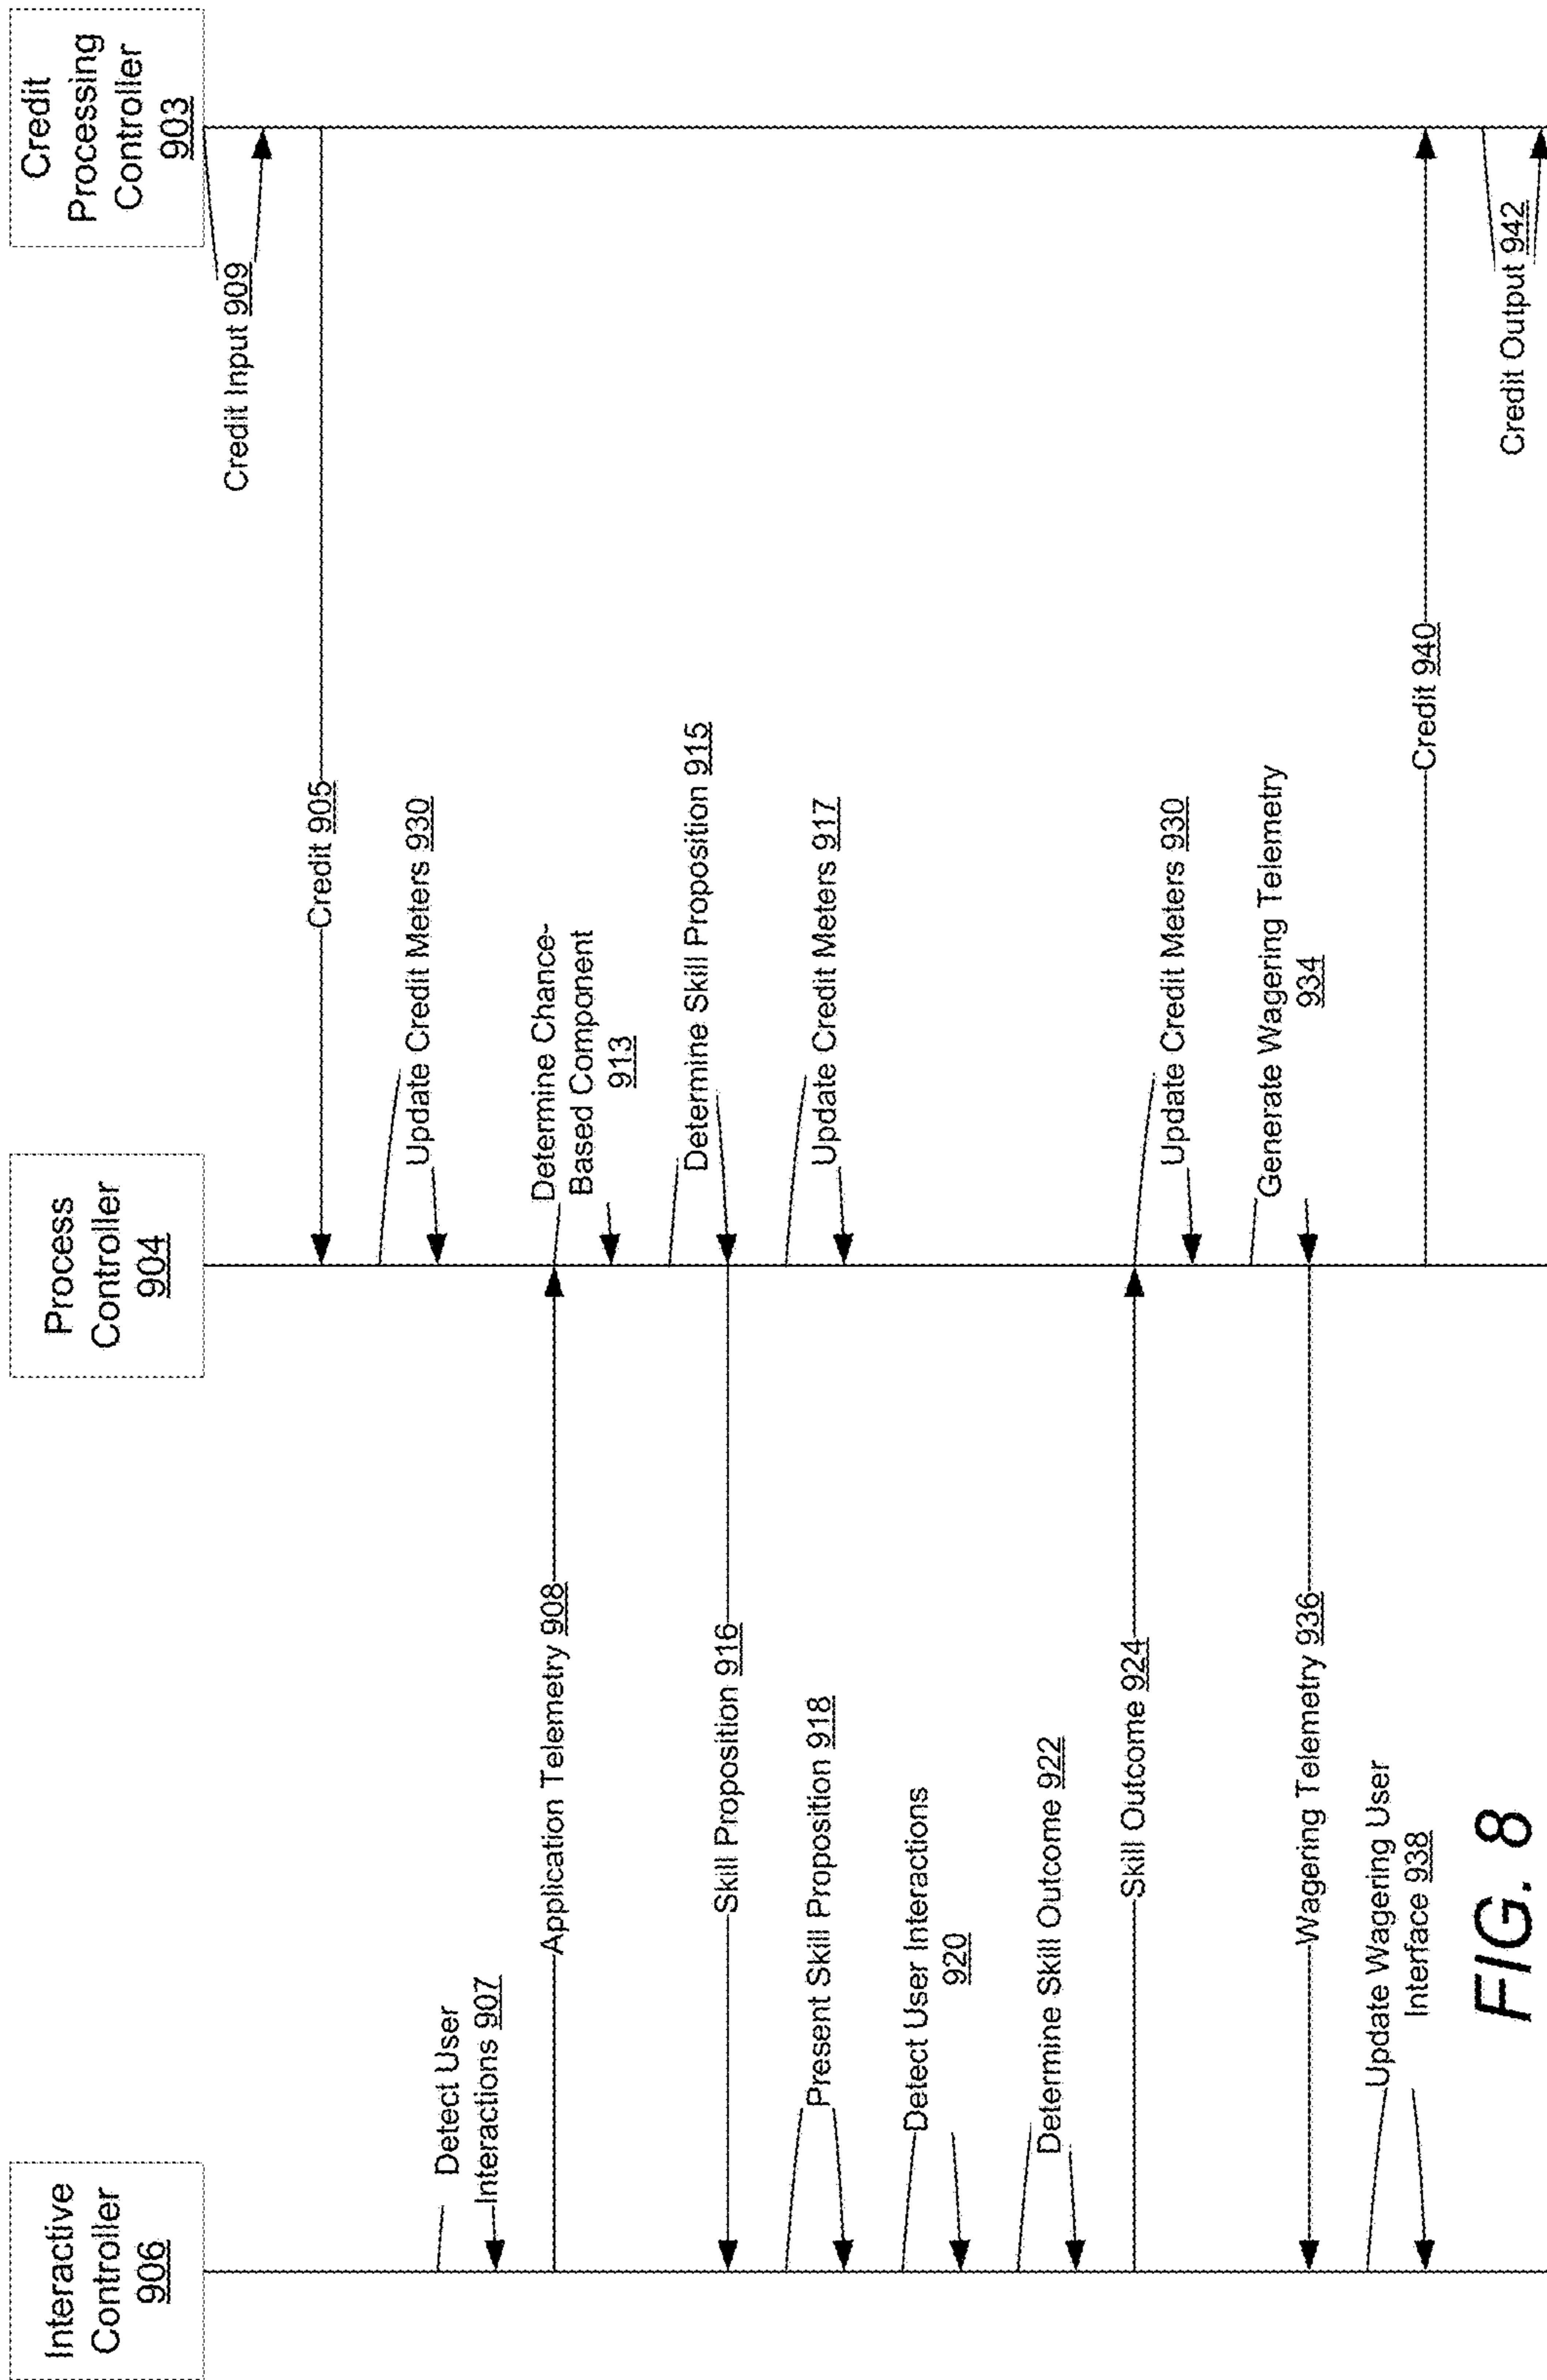 Interactive
Controller
906
Process
Controller
904
Credit
Processing
Controller
903
Credit Input 909
Credit 905
Update Credit Meters 930
Detect User
Interactions 907
Application Telemetry 908
Determine Chance-
Based Component
913
Determine Skill Proposition 915
Skill Proposition 916
Update Credit Meters 917
Present Skill Proposition 918
Detect User Interactions
920
Determine Skill Outcome 922
Skill Outcome 924
Update Credit Meters 930
Generate Wagering Telemetry
934
Wagering Telemetry 936
Update Wagering User
Interface 938
Credit 940
Credit Output 942
FIG. 8